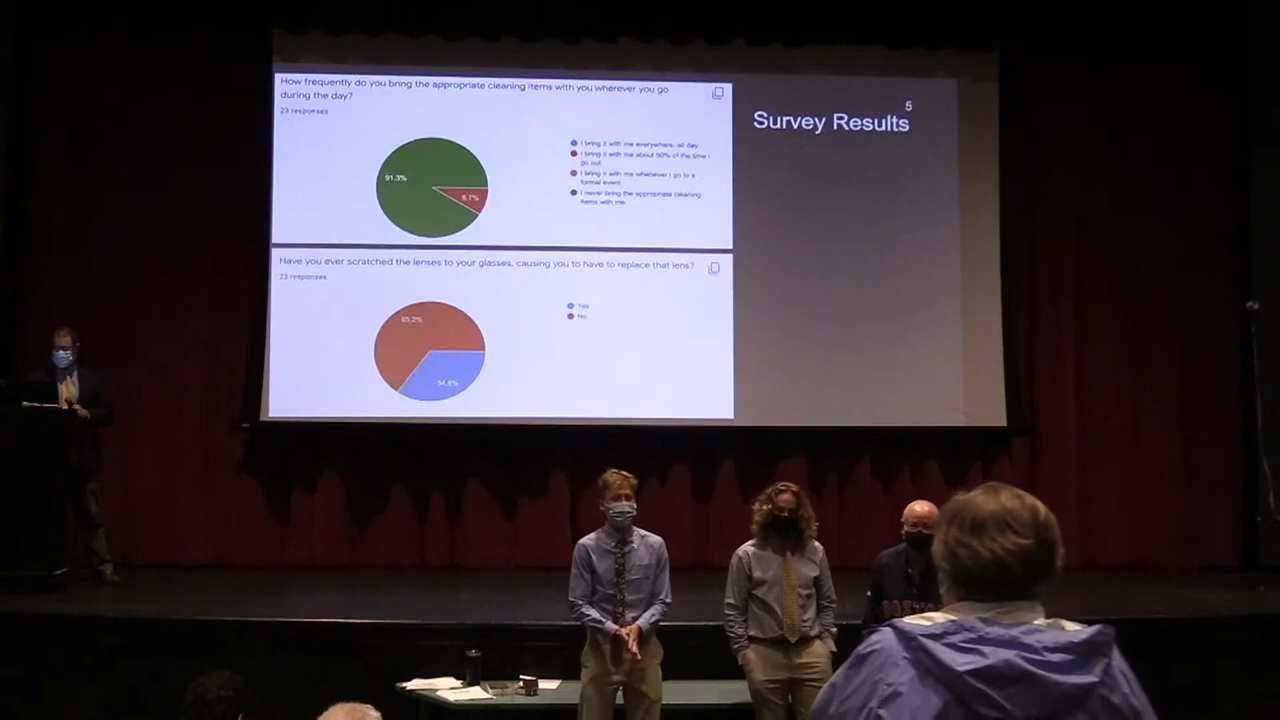 How frequently do you bring the appropriate cleaning items with you wherever you go
during the day?
23 responses
91.3%
8.7%
I bring it with me everywhere, all day
I bring it with me about 50% of the time I
go out
I bring it with me whenever I go to a
formal event.
I never bring the appropriate cleaning
items with me.
5
Survey Results
Have you ever scratched the lenses to your glasses, causing you to have to replace that lens?
23 responses
65.2%
34.8%
Yes
No